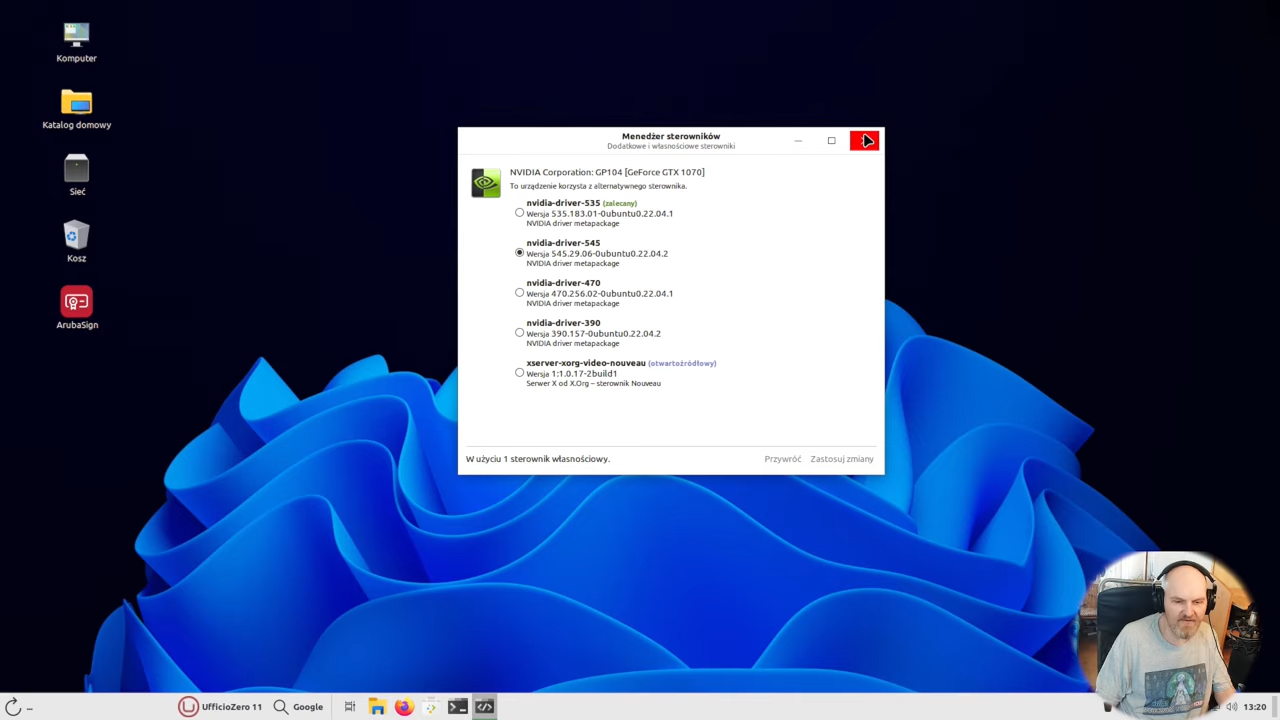 Komputer
Katalog domowy
Sieć
Kosz
ArubaSign
Menedżer sterowników
Dodatkowe i własnościowe sterowniki
NVIDIA Corporation: GP104 [GeForce GTX 1070]
To urządzenie korzysta z alternatywnego sterownika.
nvidia-driver-535 (zalecany)
Wersja 535.183.01-0ubuntu0.22.04.1
NVIDIA driver metapackage
nvidia-driver-545
Wersja 545.29.06-0ubuntu0.22.04.2
NVIDIA driver metapackage
nvidia-driver-470
Wersja 470.256.02-0ubuntu0.22.04.1
NVIDIA driver metapackage
nvidia-driver-390
Wersja 390.157-0ubuntu0.22.04.2
NVIDIA driver metapackage
xserver-xorg-video-nouveau (otwartoźródłowy)
Wersja 1:1.0.17-2build1
Serwer X od X.Org – sterownik Nouveau
W użyciu 1 sterownik własnościowy.
Przywróć Zastosuj zmiany
... UfficioZero 11 Google 13:20